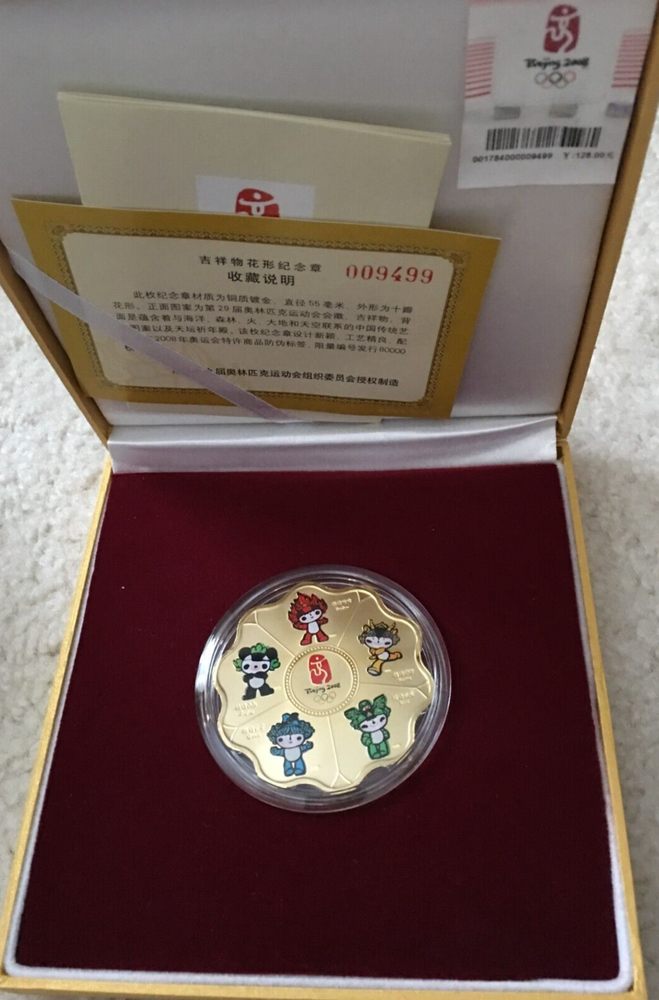 Beijing 2008
001784000009499 Y:128.00元
吉祥物花形纪念章
收藏说明
009499
此枚纪念章材质为铜质镀金、直径55毫米、外形为十瓣
花形、正面图案为第29届奥林匹克运动会会徽、吉祥物，背
面是蕴含着与海洋、森林、火、大地和天空联系的中国传统艺
图案以及天坛祈年殿。该枚纪念章设计新颖、工艺精良，配
2008年奥运会特许商品防伪标签，限量编号发行80000
届奥林匹克运动会组织委员会授权制造
Beijing 2008